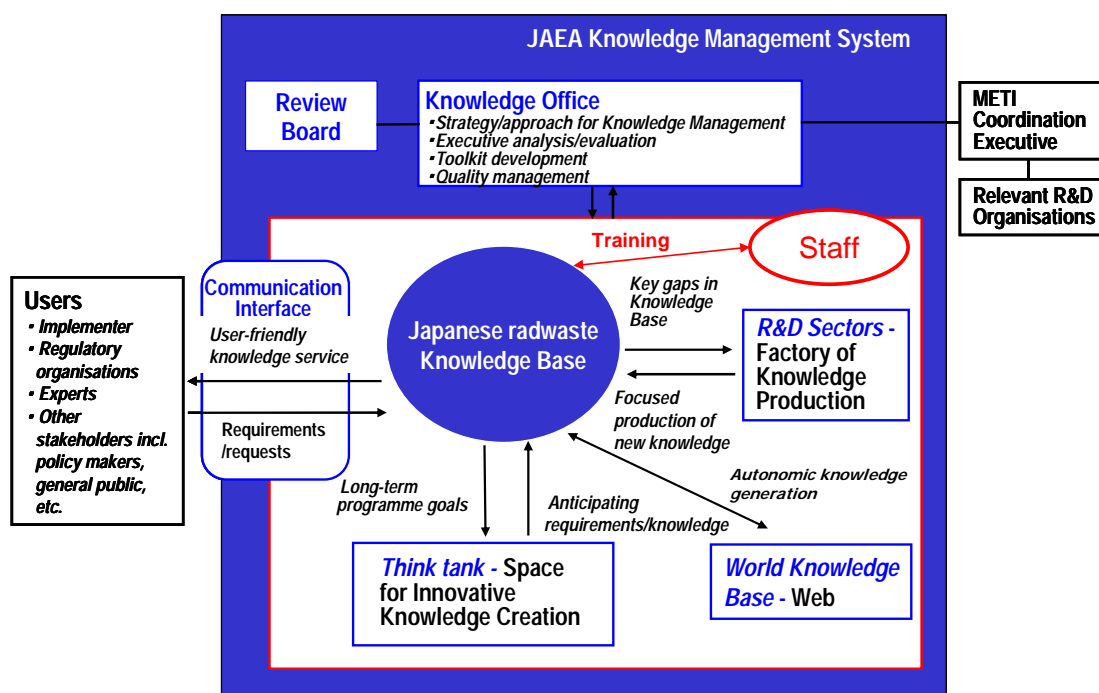 JAEA Knowledge Management System
Review
Board
Knowledge Office
・Strategy/approach for Knowledge Management
・Executive analysis/evaluation
・Toolkit development
・Quality management
METI
Coordination
Executive
Relevant R&D
Organisations
Training
Staff
Users
・ Implementer
・ Regulatory
organisations
・ Experts
・ Other
stakeholders incl.
policy makers,
general public,
etc.
Communication
Interface
User-friendly
knowledge service
Requirements
/requests
Japanese radwaste
Knowledge Base
Key gaps in
Knowledge
Base
R&D Sectors -
Factory of
Knowledge
Production
Focused
production of
new knowledge
Autonomic knowledge
generation
Long-term
programme goals
Anticipating
requirements/knowledge
Think tank - Space
for Innovative
Knowledge Creation
World Knowledge
Base - Web